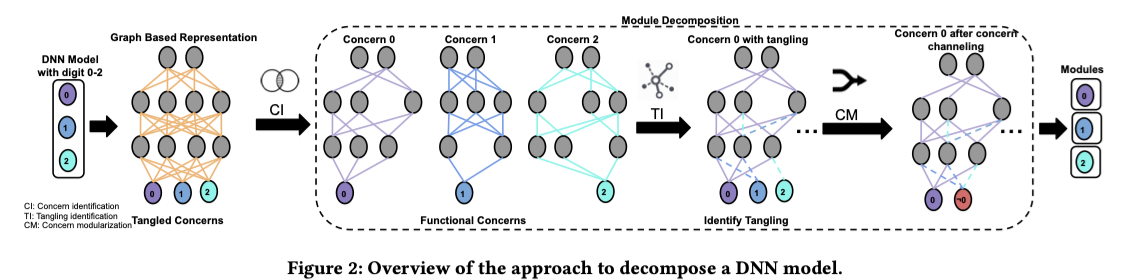 Module Decomposition
DNN Model
with digit 0-2
0
1
2
Graph Based Representation
0
1
2
Tangled Concerns
CI: Concern identification
TI: Tangling identification
CM: Concern modularization
CI
Concern 0
0
Concern 1
1
Concern 2
2
Functional Concerns
TI
Concern 0 with tangling
0
1
2
Identify Tangling
...
CM
Concern 0 after concern
channeling
0
¬0
...
Modules
0
1
2
Figure 2: Overview of the approach to decompose a DNN model.